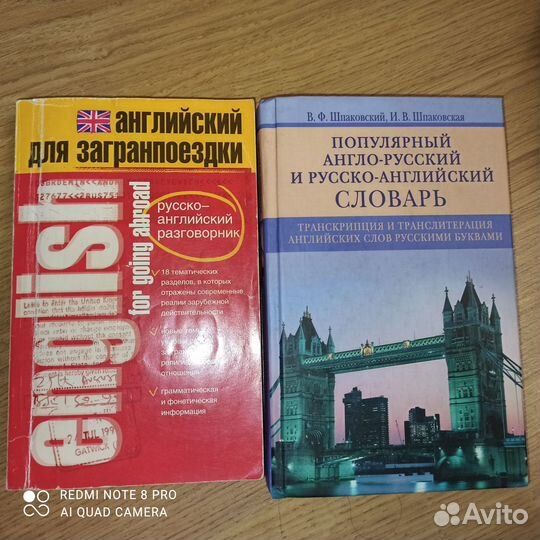 английский
для загранпоездки
english
for going abroad
русско-
английский
разговорник
18 тематических
разделов, в которых
отражены современные
реалии зарубежной
действительности
новые
отношения
грамматическая
и фонетическая
информация
В. Ф. Шпаковский, И. В. Шпаковская
ПОПУЛЯРНЫЙ
АНГЛО-РУССКИЙ
И РУССКО-АНГЛИЙСКИЙ
СЛОВАРЬ
ТРАНСКРИПЦИЯ И ТРАНСЛИТЕРАЦИЯ
АНГЛИЙСКИХ СЛОВ РУССКИМИ БУКВАМИ
REDMI NOTE 8 PRO
AI QUAD CAMERA
Avito